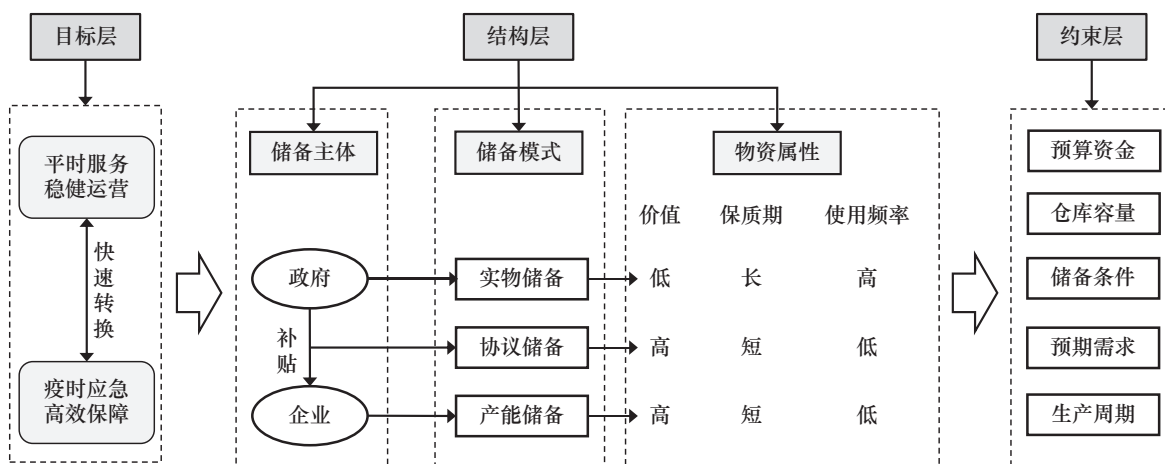 目标层
结构层
约束层
平时服务
稳健运营
快速转换
疫时应急
高效保障
储备主体
政府
补贴
企业
储备模式
实物储备
协议储备
产能储备
物资属性
价值 保质期 使用频率
低 长 高
高 短 低
高 短 低
预算资金
仓库容量
储备条件
预期需求
生产周期